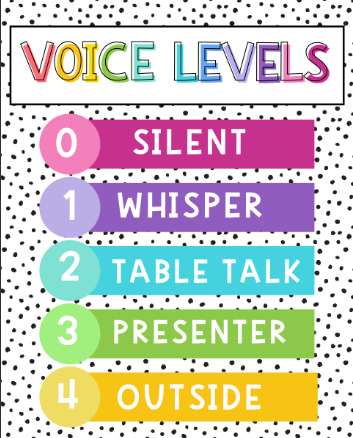 VOICE LEVELS
0 SILENT
1 WHISPER
2 TABLE TALK
3 PRESENTER
4 OUTSIDE